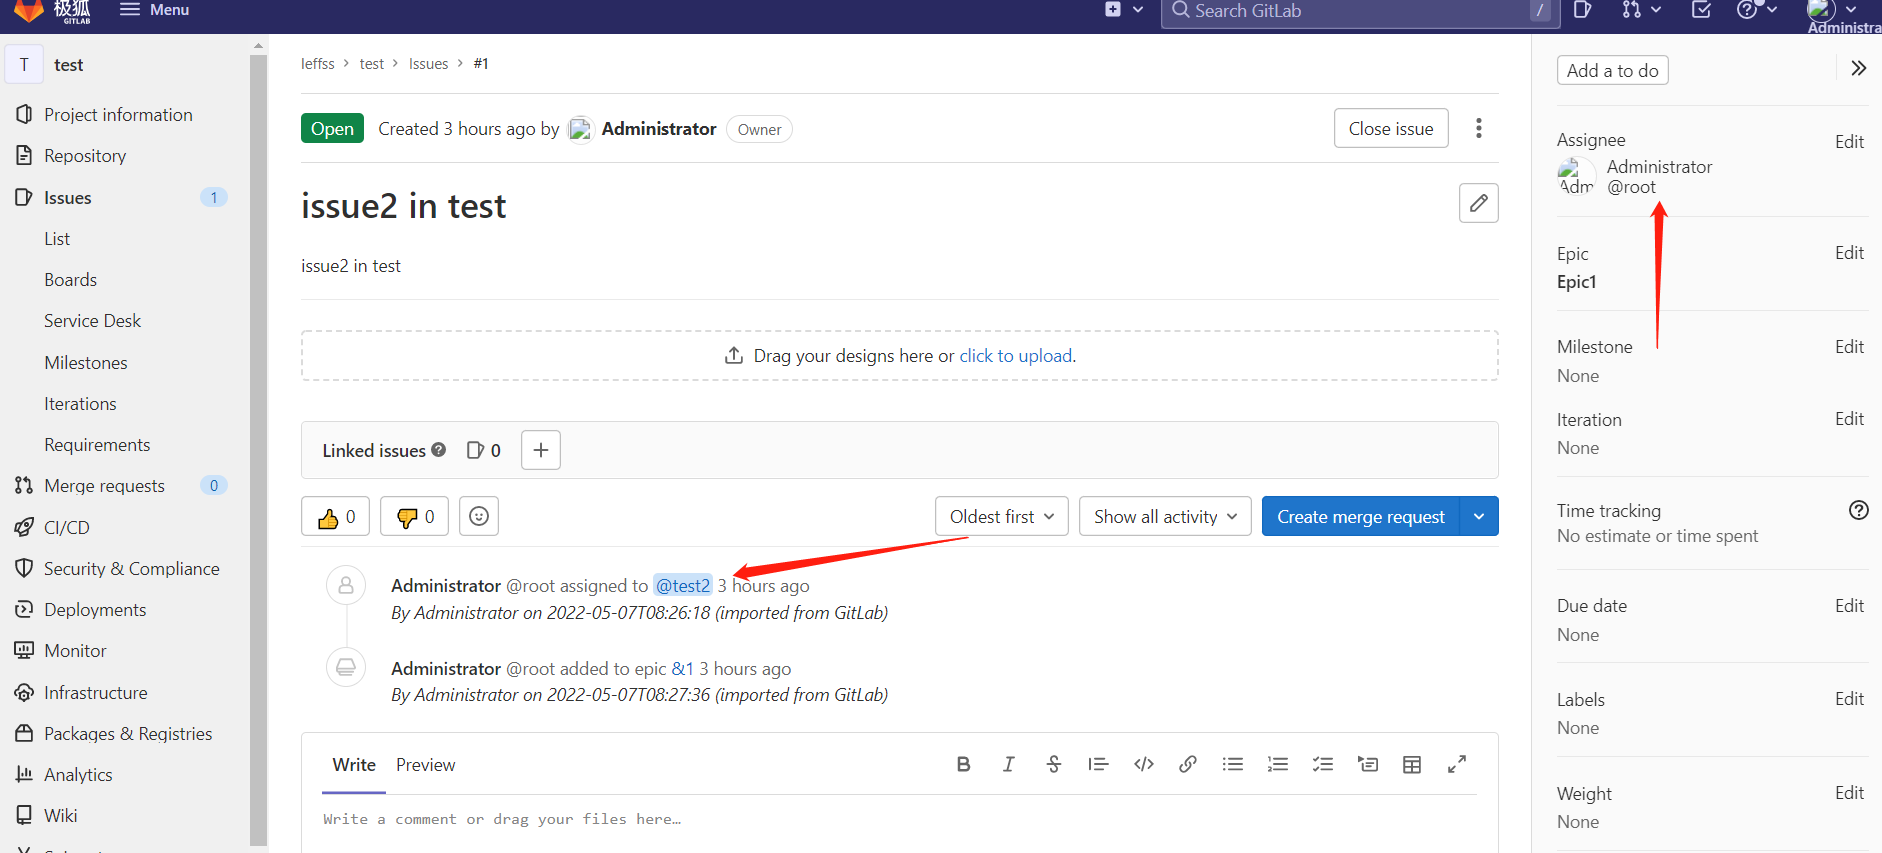 极狐
GITLAB
Menu
Search GitLab
/
Administra
T
test
Project information
Repository
Issues
1
List
Boards
Service Desk
Milestones
Iterations
Requirements
Merge requests
0
CI/CD
Security & Compliance
Deployments
Monitor
Infrastructure
Packages & Registries
Analytics
Wiki
leffss > test > Issues > #1
Open
Created 3 hours ago by Administrator
Owner
Close issue
issue2 in test
issue2 in test
Drag your designs here or click to upload.
Linked issues
0
0
0
Oldest first
Show all activity
Create merge request
Administrator @root assigned to @test2 3 hours ago
By Administrator on 2022-05-07T08:26:18 (imported from GitLab)
Administrator @root added to epic &1 3 hours ago
By Administrator on 2022-05-07T08:27:36 (imported from GitLab)
Write
Preview
Write a comment or drag your files here…
Add a to do
Assignee
Edit
Adm
Administrator
@root
Epic
Edit
Epic1
Milestone
Edit
None
Iteration
Edit
None
Time tracking
No estimate or time spent
Due date
Edit
None
Labels
Edit
None
Weight
Edit
None